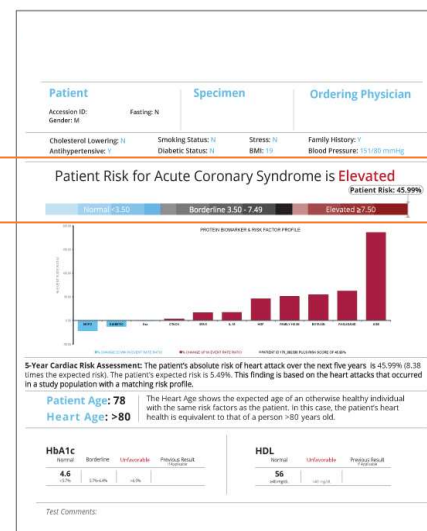 Patient
Specimen
Ordering Physician
Accession ID:
Fasting: N
Gender: M
Cholesterol Lowering: N
Smoking Status: N
Stress: N
Family History: Y
Antihypertensive: Y
Diabetic Status: N
BMI: 19
Blood Pressure: 151/80 mmHg
Patient Risk for Acute Coronary Syndrome is Elevated
Patient Risk: 45.99%
Normal <3.50
Borderline 3.50 - 7.49
Elevated ≥7.50
PROTEIN BIOMARKER & RISK FACTOR PROFILE
5-Year Cardiac Risk Assessment: The patient's absolute risk of heart attack over the next five years is 45.99% (8.38
times the expected risk). The patient's expected risk is 5.49%. This finding is based on the heart attacks that occurred
in a study population with a matching risk profile.
Patient Age: 78
Heart Age: >80
The Heart Age shows the expected age of an otherwise healthy individual
with the same risk factors as the patient. In this case, the patient's heart
health is equivalent to that of a person >80 years old.
HbA1c
Normal
Borderline
Unfavorable
Previous Result
If Applicable
4.6
HDL
Normal
Unfavorable
Previous Result
If Applicable
56
Test Comments: